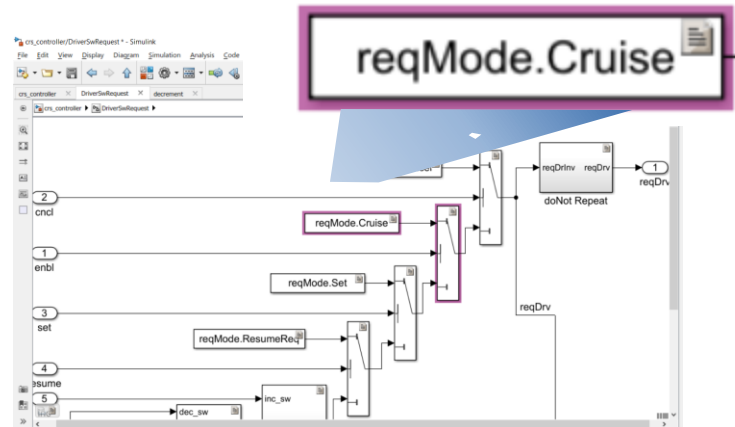 reqMode.Cruise
crs_controller/DriverSwRequest * - Simulink
File Edit View Display Diagram Simulation Analysis Code
crs_controller DriverSwRequest decrement
crs_controller DriverSwRequest
reqDrInv reqDrv
1
reqDrv
doNot Repeat
2
cncl
reqMode.Cruise
1
enbl
reqMode.Set
3
set
reqDrv
reqMode.ResumeReq
4
esume
5
inc_sw
dec_sw